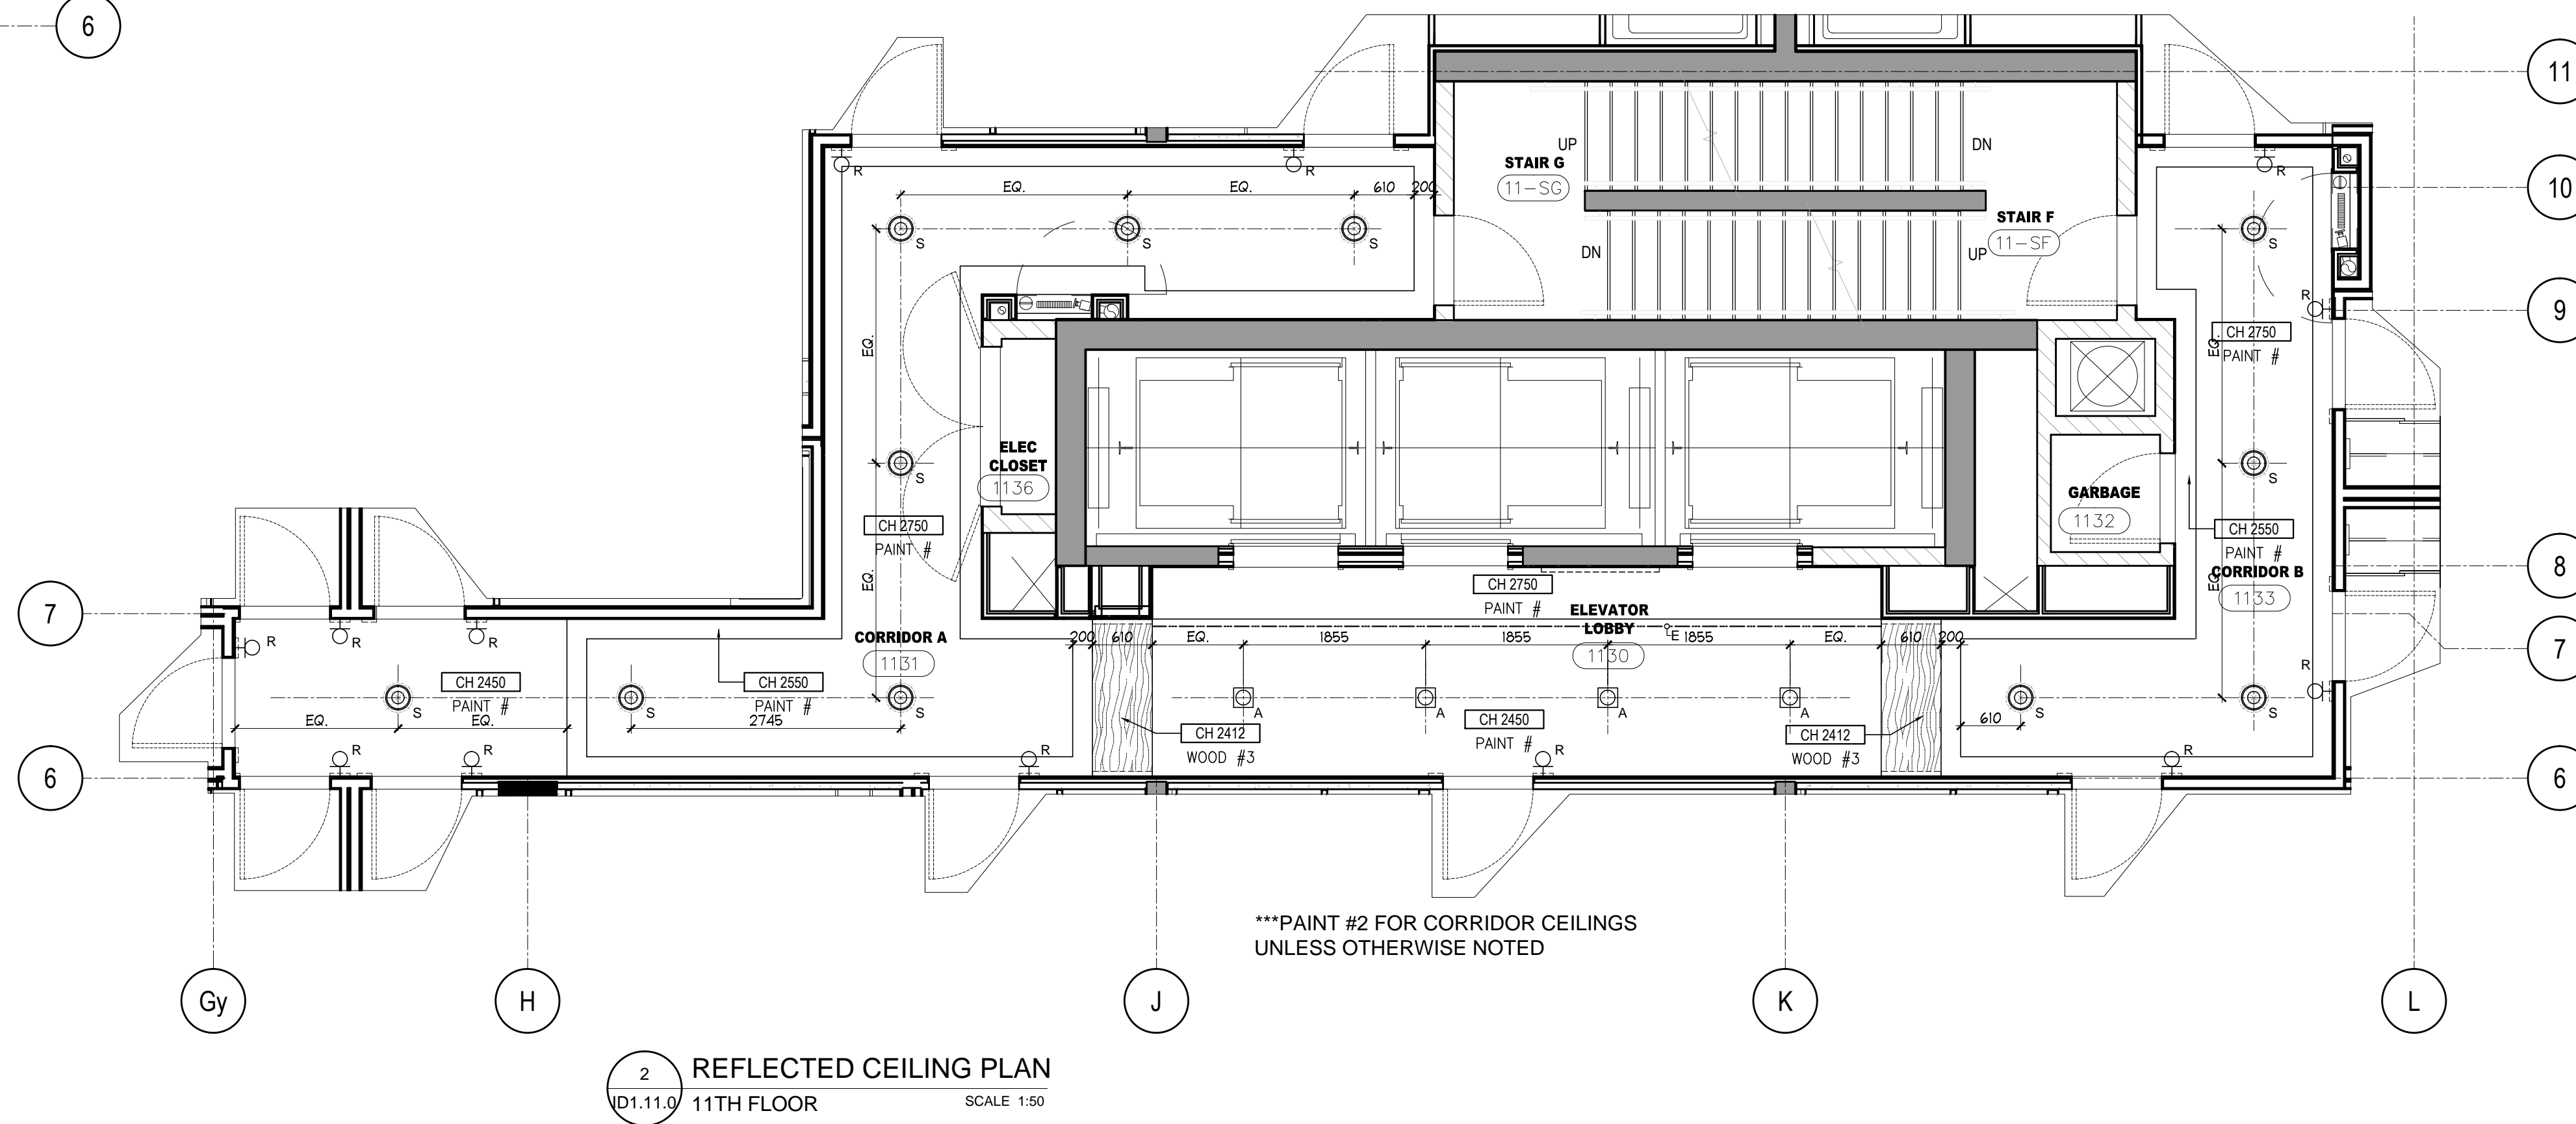 6
11
UP
DN
STAIR G
11-SG
10
R
R
R
EQ.
EQ.
610
200
STAIR F
11-SF
DN
UP
S
S
S
S
R
9
CH 2750
PAINT #
EQ.
EQ.
ELEC
CLOSET
1136
S
S
GARBAGE
1132
CH 2750
PAINT #
CH 2550
PAINT #
EQ.
EQ.
CORRIDOR B
1133
8
CH 2750
PAINT #
7
ELEVATOR
LOBBY
1130
E
R
R
R
CORRIDOR A
1131
200
610
EQ.
1855
1855
1855
EQ.
610
200
7
R
CH 2450
PAINT #
CH 2550
PAINT #
S
S
S
2745
EQ.
EQ.
A
A
A
A
CH 2412
WOOD #3
CH 2450
PAINT #
CH 2412
WOOD #3
610
S
S
R
R
R
R
R
6
6
***PAINT #2 FOR CORRIDOR CEILINGS
UNLESS OTHERWISE NOTED
Gy
H
J
K
L
2
ID1.11.0
REFLECTED CEILING PLAN
11TH FLOOR
SCALE 1:50